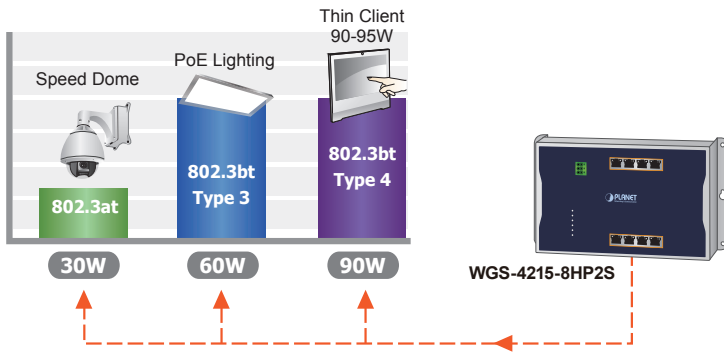 Thin Client
90-95W
PoE Lighting
Speed Dome
802.3at
802.3bt
Type 3
802.3bt
Type 4
30W
60W
90W
PLANET
WGS-4215-8HP2S